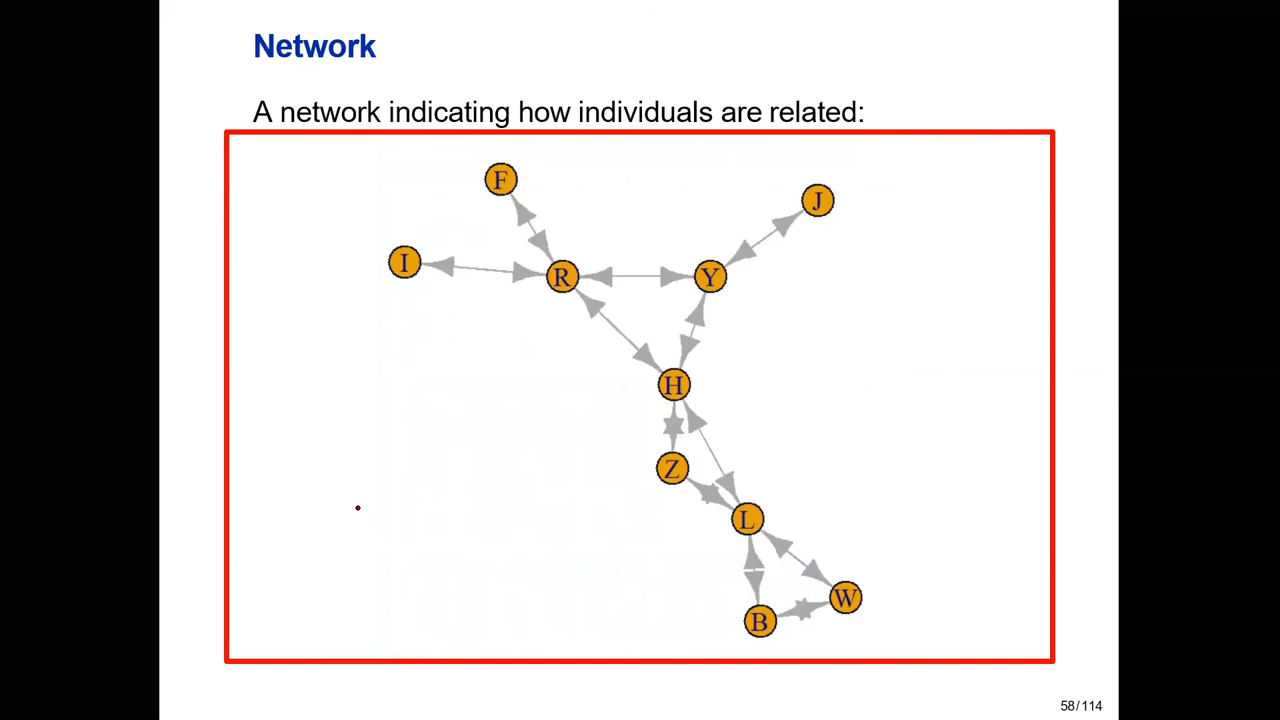 Network
A network indicating how individuals are related:
F
J
I
R
Y
H
Z
L
W
B
58/114